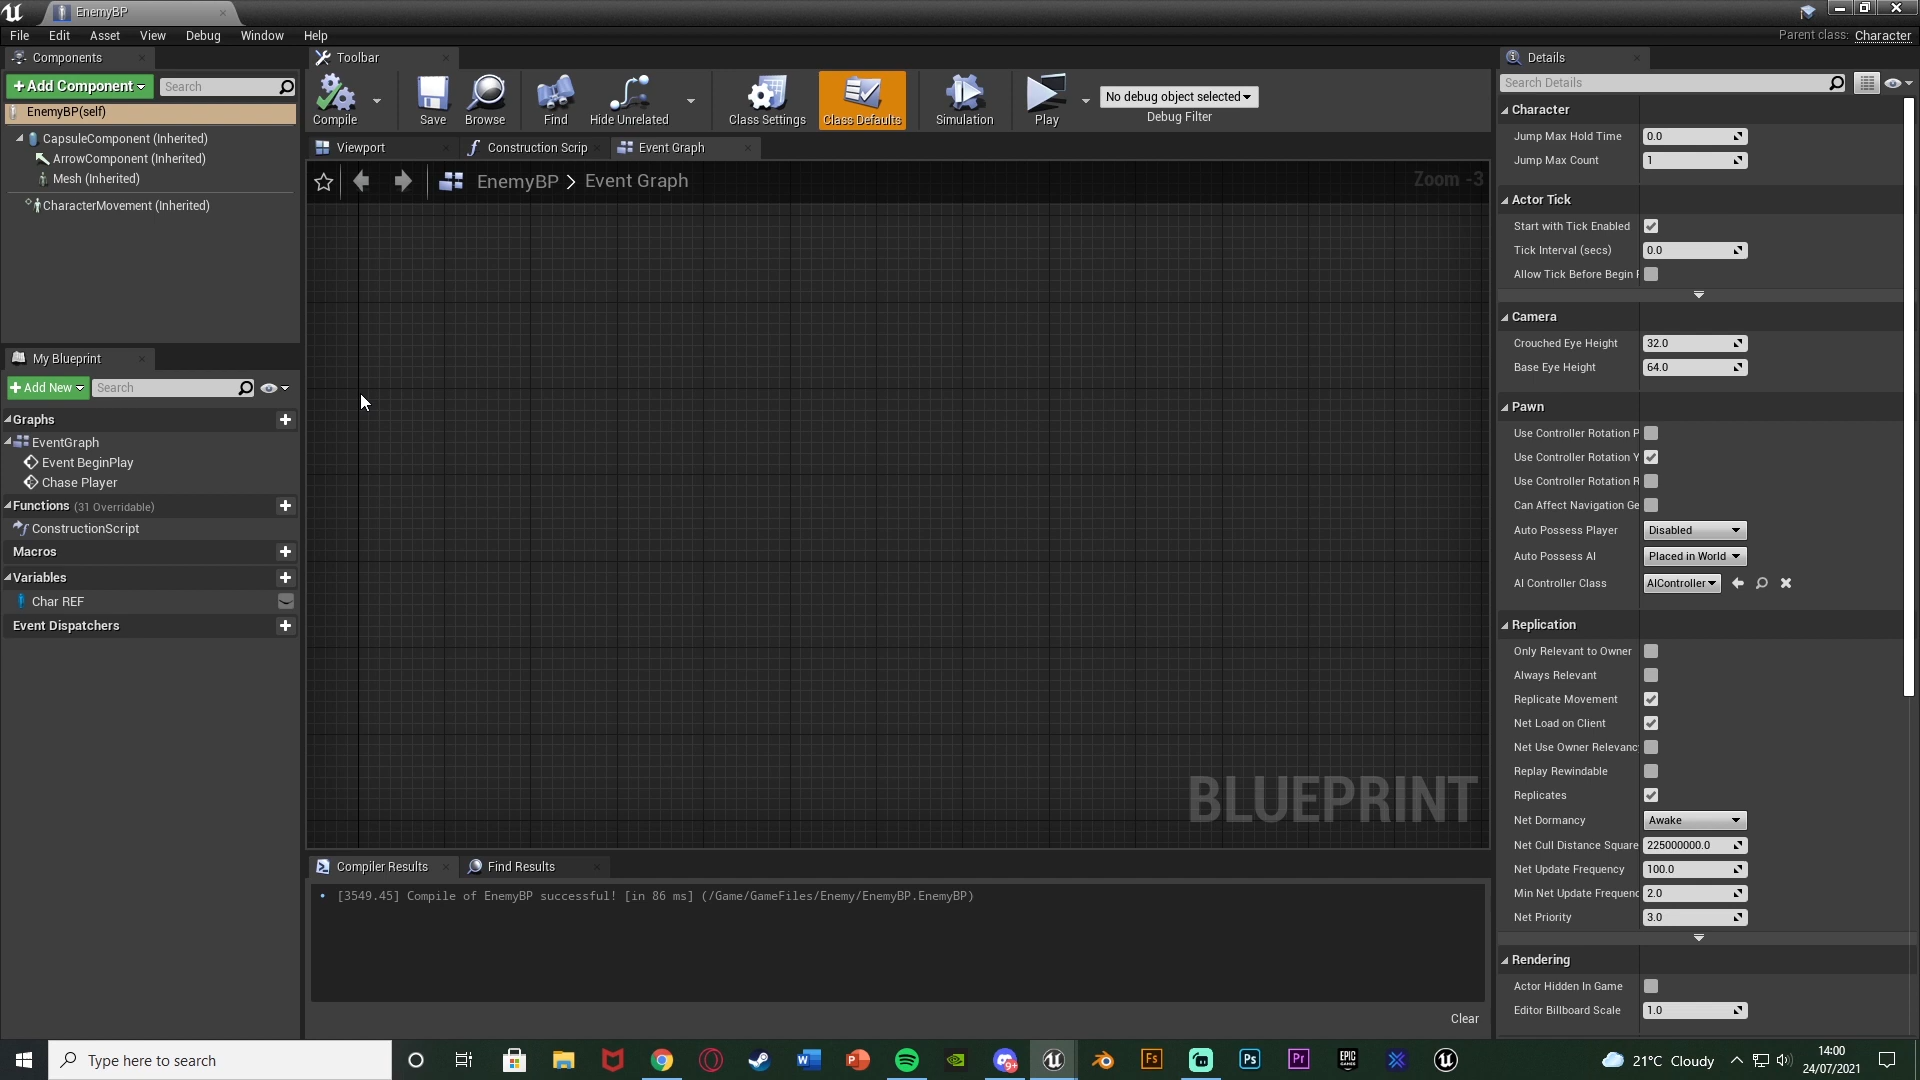 EnemyBP
File Edit Asset View Debug Window Help
Parent class: Character
Components
+Add Component
Search
EnemyBP(self)
CapsuleComponent (Inherited)
ArrowComponent (Inherited)
Mesh (Inherited)
CharacterMovement (Inherited)
My Blueprint
+Add New
Search
Graphs
EventGraph
Event BeginPlay
Chase Player
Functions (31 Overridable)
ConstructionScript
Macros
Variables
Char REF
Event Dispatchers
Toolbar
Compile
Save
Browse
Find
Hide Unrelated
Class Settings
Class Defaults
Simulation
Play
No debug object selected
Debug Filter
Viewport
Construction Scrip
Event Graph
EnemyBP > Event Graph
Zoom -3
BLUEPRINT
Compiler Results
Find Results
[3549.45] Compile of EnemyBP successful! [in 86 ms] (/Game/GameFiles/Enemy/EnemyBP.EnemyBP)
Clear
Details
Search Details
Character
Jump Max Hold Time 0.0
Jump Max Count 1
Actor Tick
Start with Tick Enabled
Tick Interval (secs) 0.0
Allow Tick Before Begin
Camera
Crouched Eye Height 32.0
Base Eye Height 64.0
Pawn
Use Controller Rotation P
Use Controller Rotation Y
Use Controller Rotation R
Can Affect Navigation Ge
Auto Possess Player Disabled
Auto Possess AI Placed in World
AI Controller Class AIController
Replication
Only Relevant to Owner
Always Relevant
Replicate Movement
Net Load on Client
Net Use Owner Relevanc
Replay Rewindable
Replicates
Net Dormancy Awake
Net Cull Distance Square 225000000.0
Net Update Frequency 100.0
Min Net Update Frequenc 2.0
Net Priority 3.0
Rendering
Actor Hidden In Game
Editor Billboard Scale 1.0
Type here to search
21°C Cloudy
14:00
24/07/2021